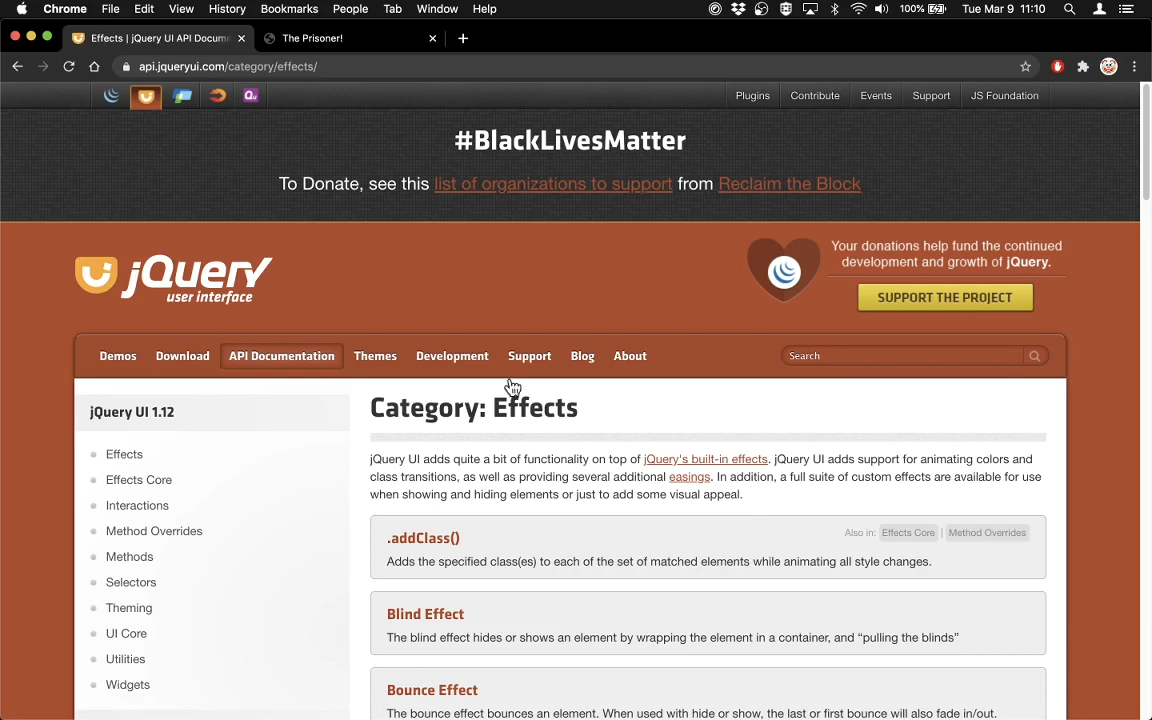 Chrome File Edit View History Bookmarks People Tab Window Help 100% Tue Mar 9 11:10
Effects | jQuery UI API Docum The Prisoner!
api.jqueryui.com/category/effects/
Plugins Contribute Events Support JS Foundation
#BlackLivesMatter
To Donate, see this list of organizations to support from Reclaim the Block
jQuery
user interface
Your donations help fund the continued
development and growth of jQuery.
SUPPORT THE PROJECT
Demos Download API Documentation Themes Development Support Blog About Search
jQuery UI 1.12
Effects
Effects Core
Interactions
Method Overrides
Methods
Selectors
Theming
UI Core
Utilities
Widgets
Category: Effects
jQuery UI adds quite a bit of functionality on top of jQuery's built-in effects. jQuery UI adds support for animating colors and
class transitions, as well as providing several additional easings. In addition, a full suite of custom effects are available for use
when showing and hiding elements or just to add some visual appeal.
.addClass() Also in: Effects Core | Method Overrides
Adds the specified class(es) to each of the set of matched elements while animating all style changes.
Blind Effect
The blind effect hides or shows an element by wrapping the element in a container, and “pulling the blinds”
Bounce Effect
The bounce effect bounces an element. When used with hide or show, the last or first bounce will also fade in/out.